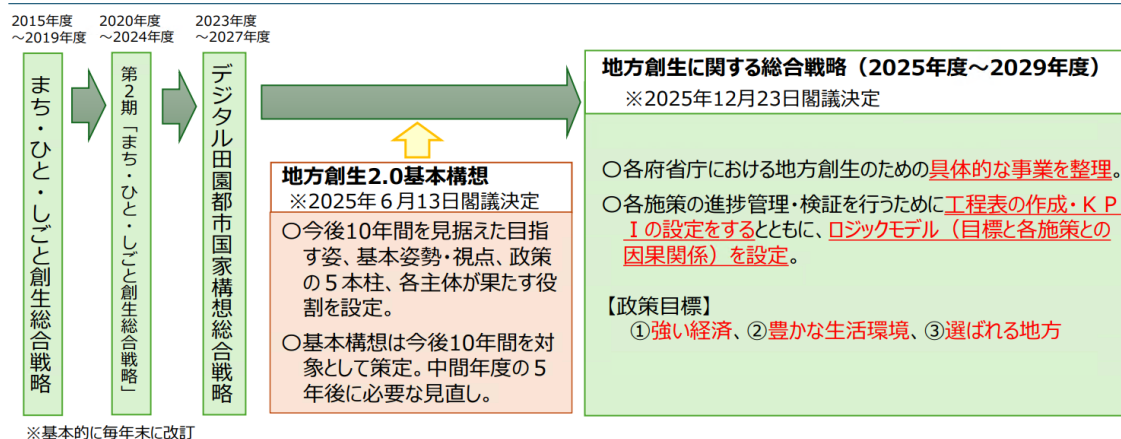 2015年度
～2019年度
2020年度
～2024年度
2023年度
～2027年度
まち・ひと・しごと創生総合戦略
第２期「まち・ひと・しごと創生総合戦略」
デジタル田園都市国家構想総合戦略
※基本的に毎年末に改訂
地方創生2.0基本構想
※2025年６月13日閣議決定
〇今後10年間を見据えた目指
す姿、基本姿勢・視点、政策
の５本柱、各主体が果たす役
割を設定。
〇基本構想は今後10年間を対
象として策定。中間年度の５
年後に必要な見直し。
地方創生に関する総合戦略（2025年度～2029年度）
※2025年12月23日閣議決定
〇各府省庁における地方創生のための具体的な事業を整理。
〇各施策の進捗管理・検証を行うために工程表の作成・ＫＰ
Ｉの設定をするとともに、ロジックモデル（目標と各施策との
因果関係）を設定。
【政策目標】
①強い経済、②豊かな生活環境、③選ばれる地方